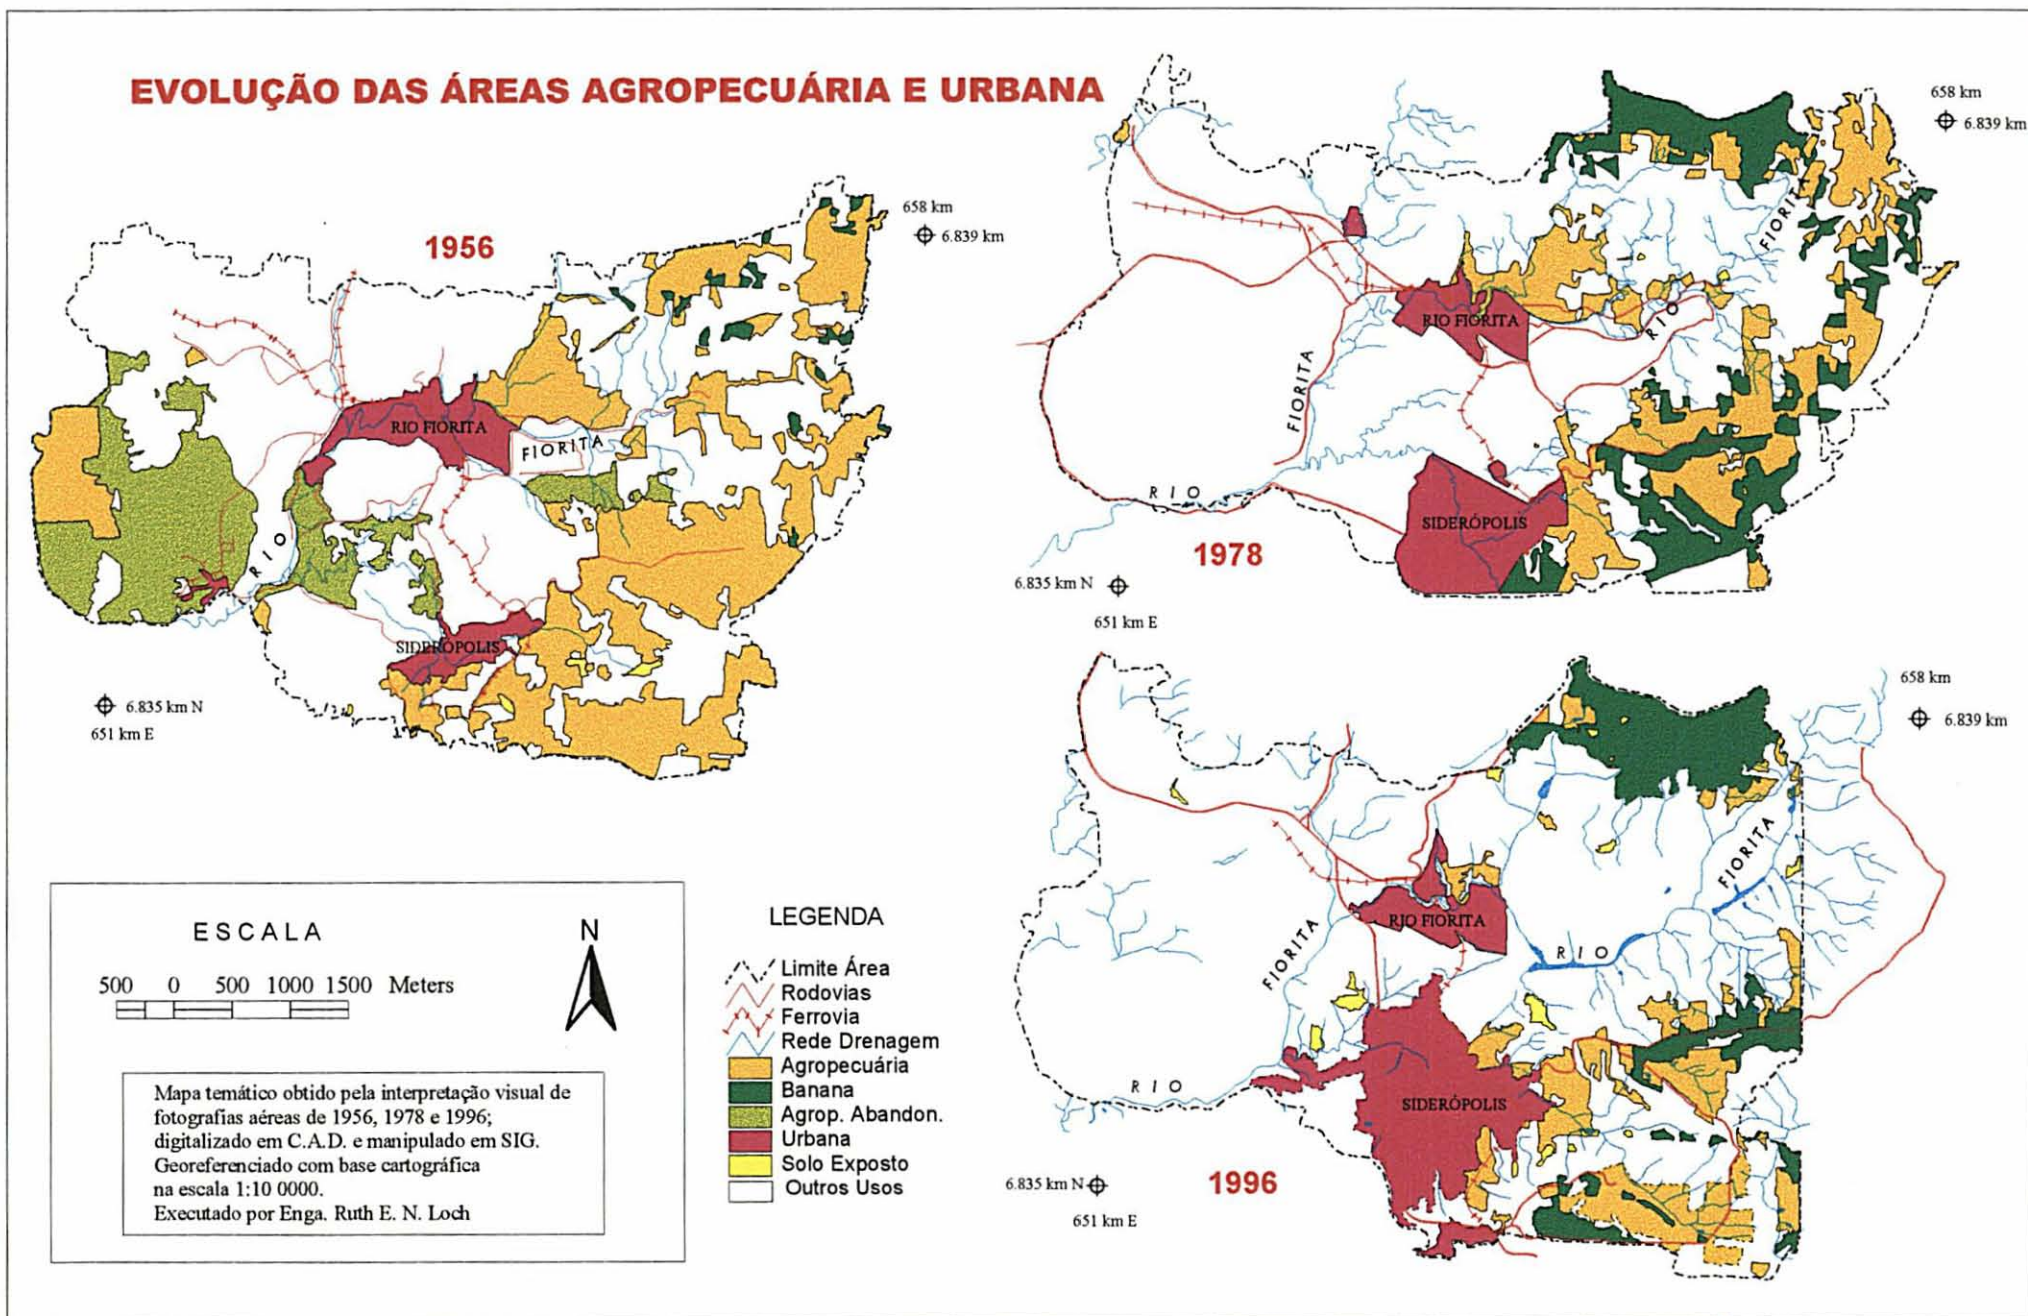 EVOLUÇÃO DAS ÁREAS AGROPECUÁRIA E URBANA
1956
658 km
6.839 km
RIO FIORITA
FIORITA
RIO
SIDERÓPOLIS
6.835 km N
651 km E
658 km
6.839 km
FIORITA
RIO FIORITA
RIO
FIORITA
RIO
SIDERÓPOLIS
1978
6.835 km N
651 km E
658 km
6.839 km
FIORITA
RIO FIORITA
RIO
FIORITA
RIO
SIDERÓPOLIS
1996
6.835 km N
651 km E
ESCALA
N
500 0 500 1000 1500 Meters
Mapa temático obtido pela interpretação visual de
fotografias aéreas de 1956, 1978 e 1996;
digitalizado em C.A.D. e manipulado em SIG.
Georeferenciado com base cartográfica
na escala 1:10 0000.
Executado por Enga. Ruth E. N. Loch
LEGENDA
Limite Área
Rodovias
Ferrovia
Rede Drenagem
Agropecuária
Banana
Agrop. Abandon.
Urbana
Solo Exposto
Outros Usos